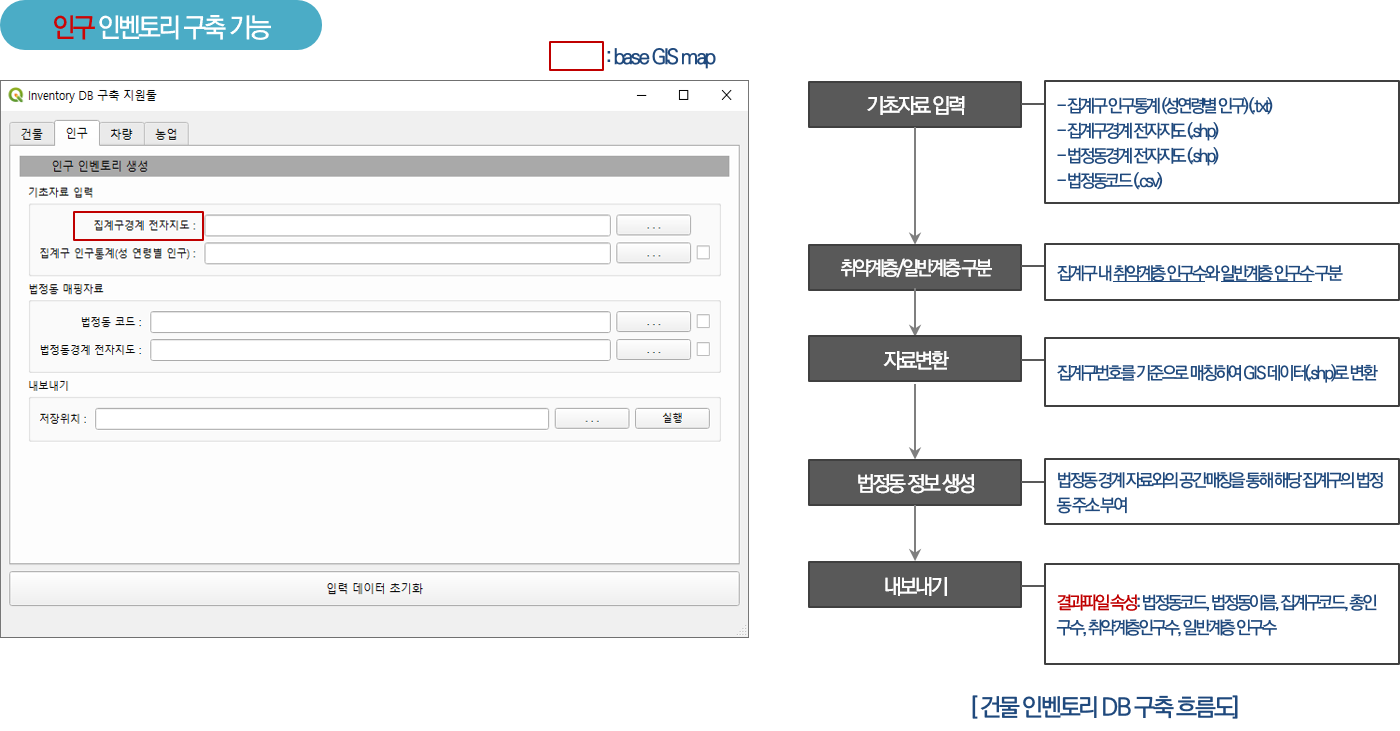 인구 인벤토리 구축 가능
: base GIS map
Inventory DB 구축 지원툴
건물 인구 차량 농업
인구 인벤토리 생성
기초자료 입력
집계구경계 전자지도 : ...
집계구 인구통계(성 연령별 인구) : ...
법정동 매핑자료
법정동 코드 : ...
법정동경계 전자지도 : ...
내보내기
저장위치 : ... 실행
입력 데이터 초기화
기초자료 입력
- 집계구 인구통계 (성연령별 인구)(.txt)
- 집계구경계 전자지도 (.shp)
- 법정동경계 전자지도 (.shp)
- 법정동코드 (.csv)
취약계층/일반계층 구분
집계구 내 취약계층 인구수와 일반계층 인구수 구분
자료변환
집계구번호를 기준으로 매칭하여 GIS 데이터(.shp)로 변환
법정동 정보 생성
법정동 경계 자료와의 공간매칭을 통해 해당 집계구의 법정
동 주소 부여
내보내기
결과파일 속성: 법정동코드, 법정동이름, 집계구코드, 총인
구수, 취약계층인구수, 일반계층 인구수
[ 건물 인벤토리 DB 구축 흐름도]